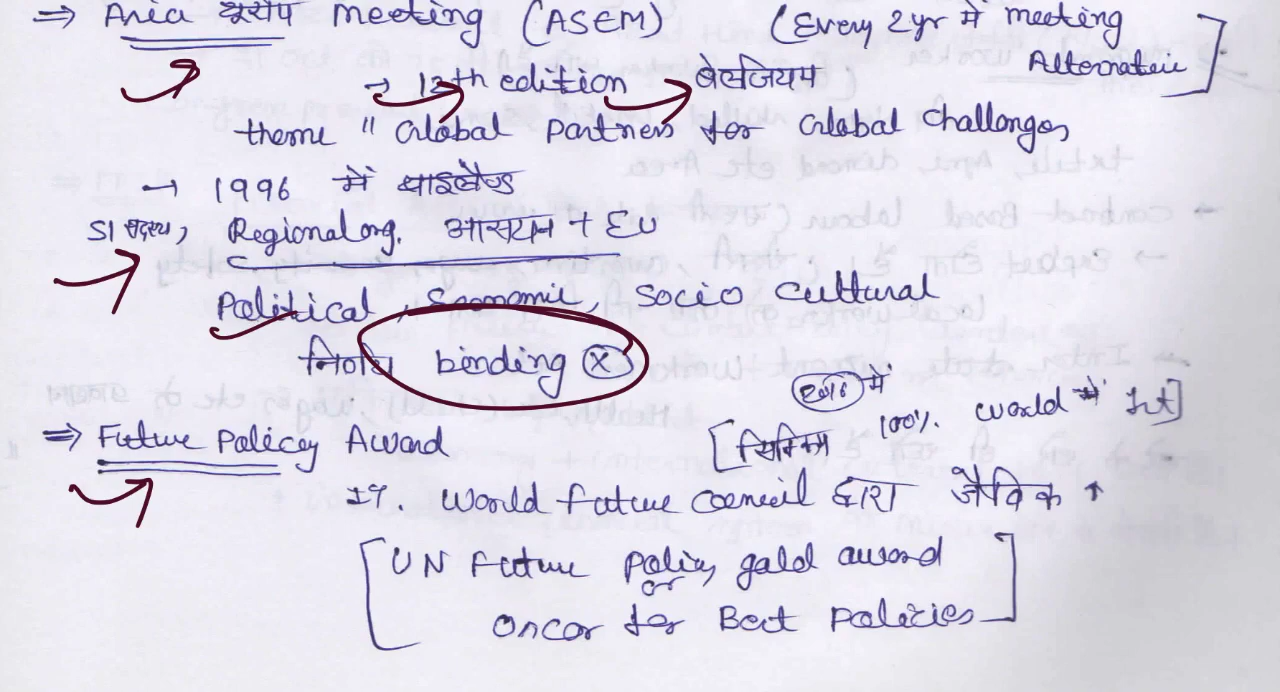 ⇒ Asia यूरोप meeting (ASEM) (Every 2yr में meeting Alternative]
→ 12th edition → बेल्जियम
theme " Global Partners for Global Challenges
→ 1996 में थाईलैण्ड
51 सदस्य, Regional org. आसियान + EU
Political, Economic, Socio Cultural
निर्णय binding ⓧ
⇒ Future Policy Award [सिक्किम 2016 में 100% World में 1st]
IT. World future council द्वारा जैविक ↑
[UN Future Policy gold award
or
oscar for Best Policies]